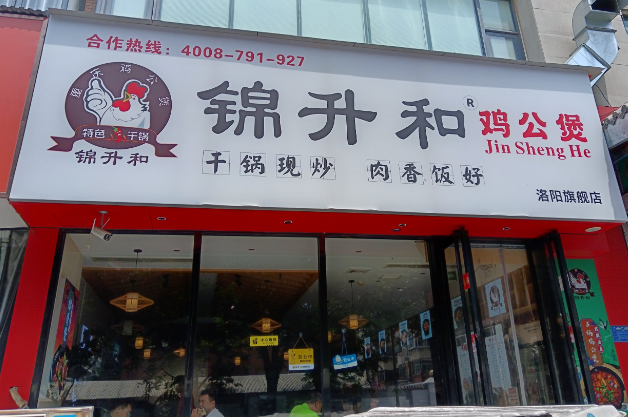 合作热线：4008-791-927
锦升和®鸡公煲
Jin Sheng He
特色 干锅
锦升和
干锅现炒 肉香饭好
洛阳旗舰店